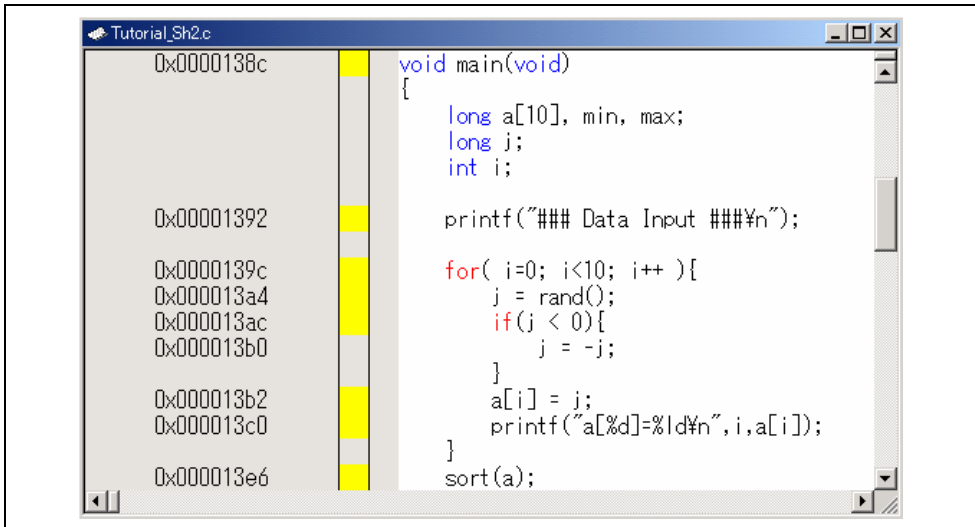 Tutorial_Sh2.c
0x0000138c void main(void)
{
long a[10], min, max;
long j;
int i;
0x00001392 printf("### Data Input ###¥n");
0x0000139c for( i=0; i<10; i++ ){
0x000013a4 j = rand();
0x000013ac if(j < 0){
0x000013b0 j = -j;
}
0x000013b2 a[i] = j;
0x000013c0 printf("a[%d]=%ld¥n",i,a[i]);
}
0x000013e6 sort(a);